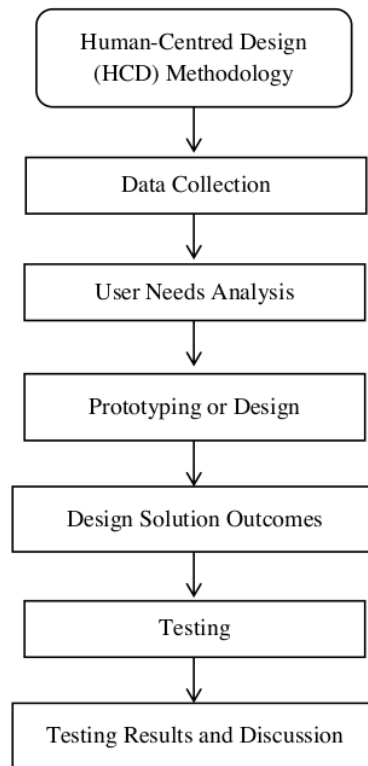 Human-Centred Design
(HCD) Methodology
Data Collection
User Needs Analysis
Prototyping or Design
Design Solution Outcomes
Testing
Testing Results and Discussion